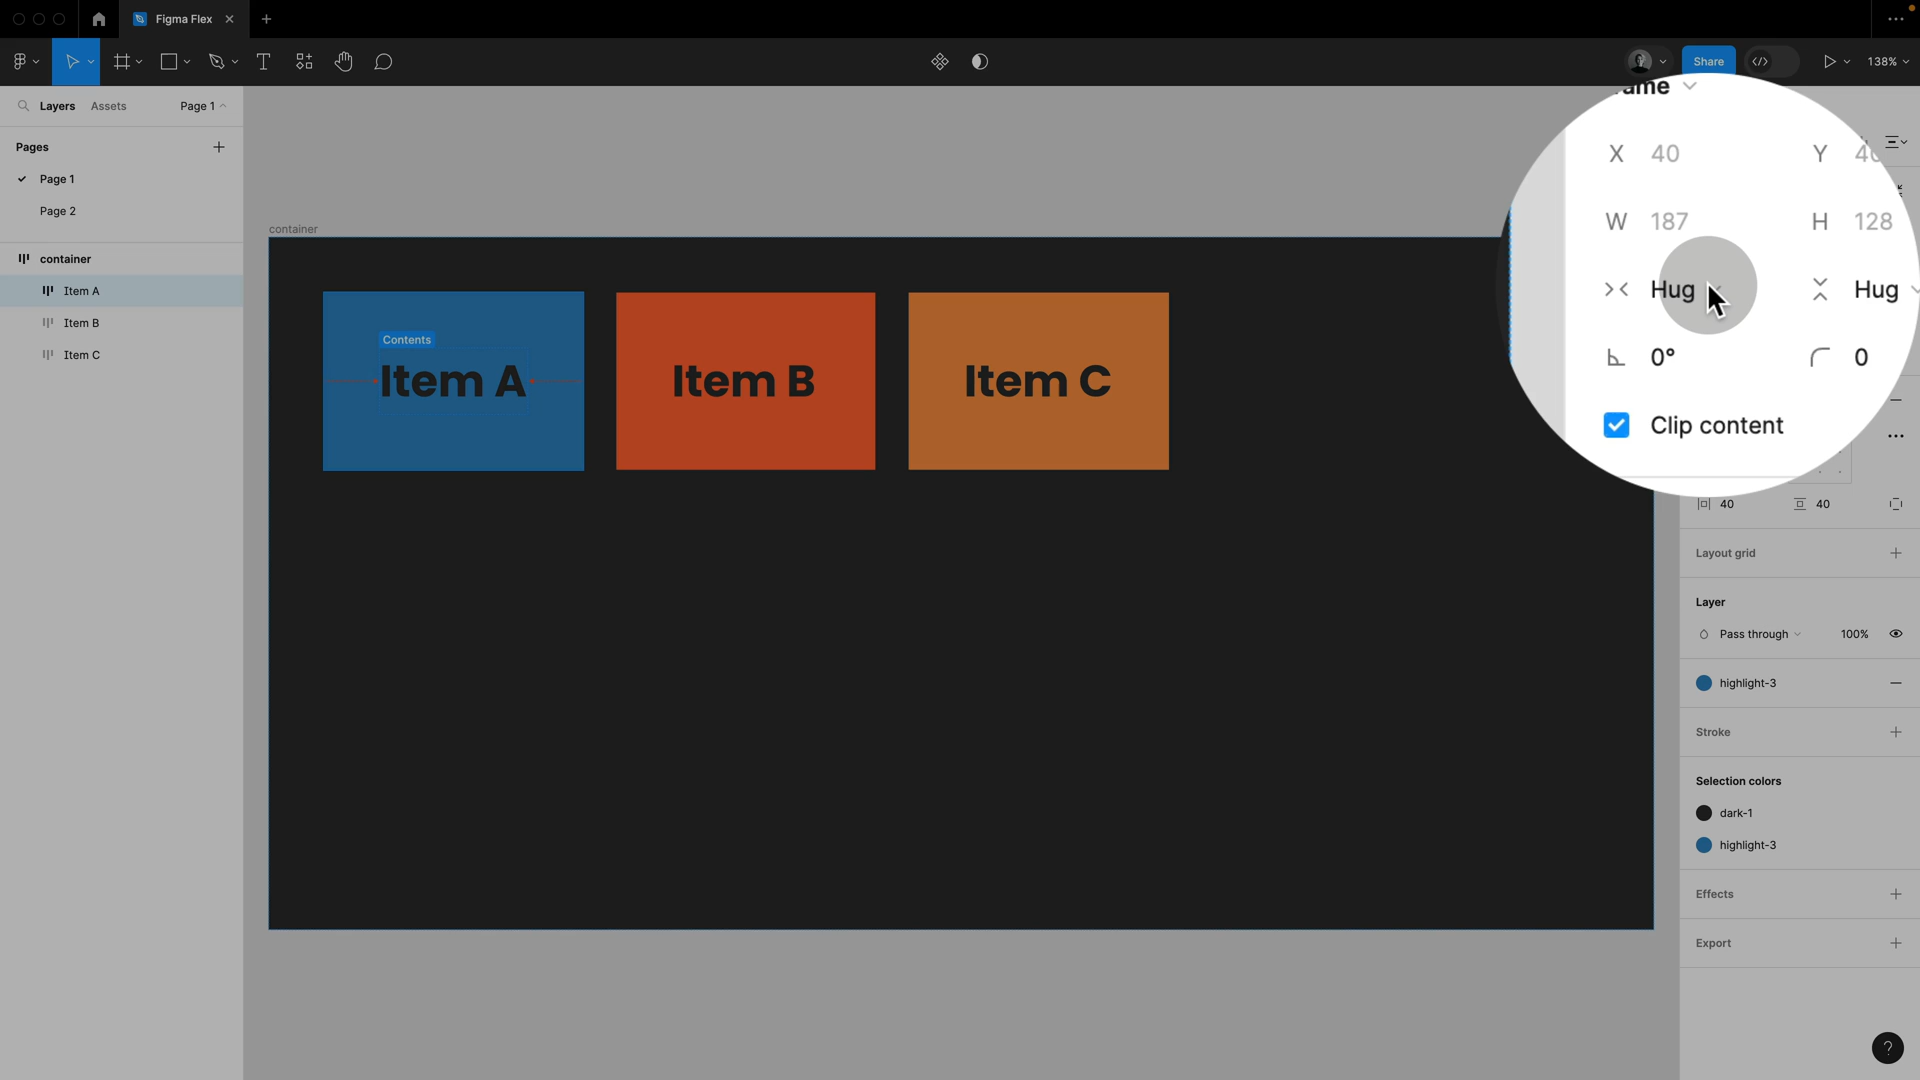 Figma Flex
Share
138%
Layers
Assets
Page 1
Pages
Page 1
Page 2
container
Item A
Item B
Item C
container
Contents
Item A
Item B
Item C
X 40
Y
W 187
H 128
Hug
Hug
0°
0
Clip content
40
40
Layout grid
Layer
Pass through
100%
highlight-3
Stroke
Selection colors
dark-1
highlight-3
Effects
Export
?